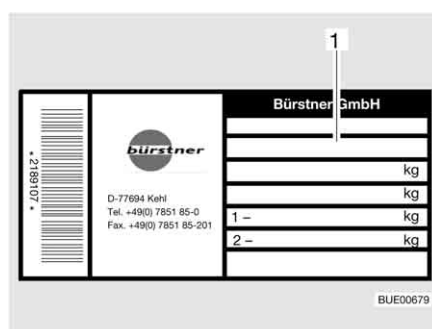 1
Bürstner GmbH
* 2189107 *
bürstner
D-77694 Kehl
Tel. +49(0) 7851 85-0
Fax. +49(0) 7851 85-201
kg
kg
1 – kg
2 – kg
BUE00679